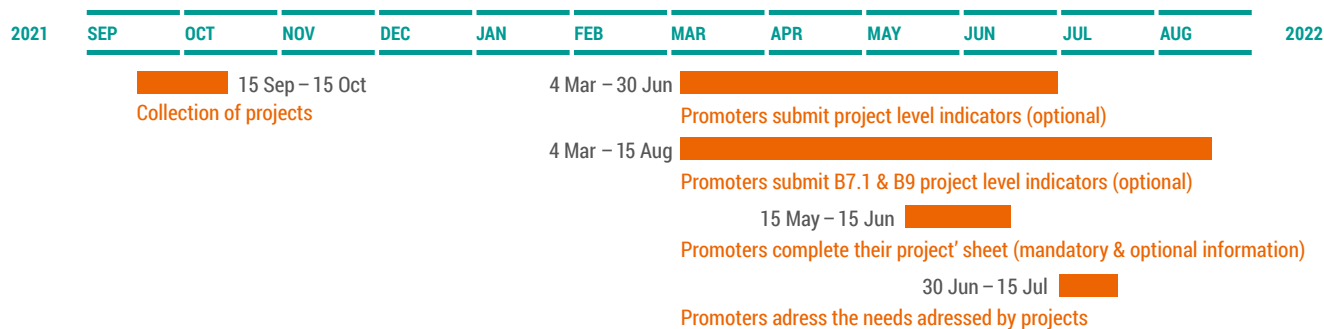 2021 SEP OCT NOV DEC JAN FEB MAR APR MAY JUN JUL AUG 2022
15 Sep – 15 Oct
Collection of projects
4 Mar – 30 Jun
Promoters submit project level indicators (optional)
4 Mar – 15 Aug
Promoters submit B7.1 & B9 project level indicators (optional)
15 May – 15 Jun
Promoters complete their project’ sheet (mandatory & optional information)
30 Jun – 15 Jul
Promoters adress the needs adressed by projects